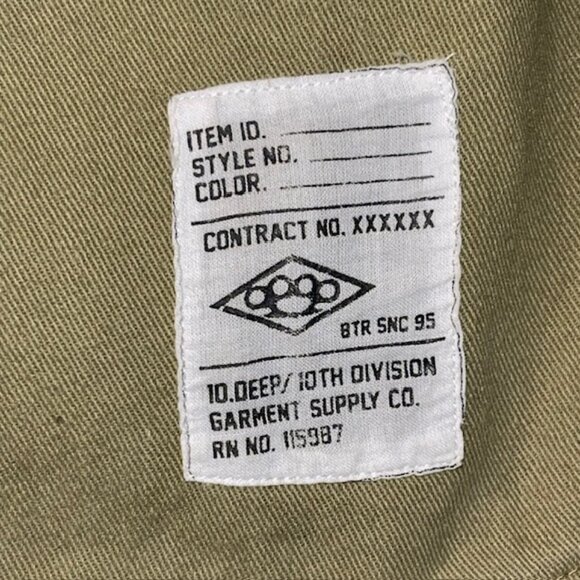 ITEM ID.
STYLE NO.
COLOR.
CONTRACT NO. XXXXXX
BTR SNC 95
10.DEEP/ 10TH DIVISION
GARMENT SUPPLY CO.
RN NO. 115987